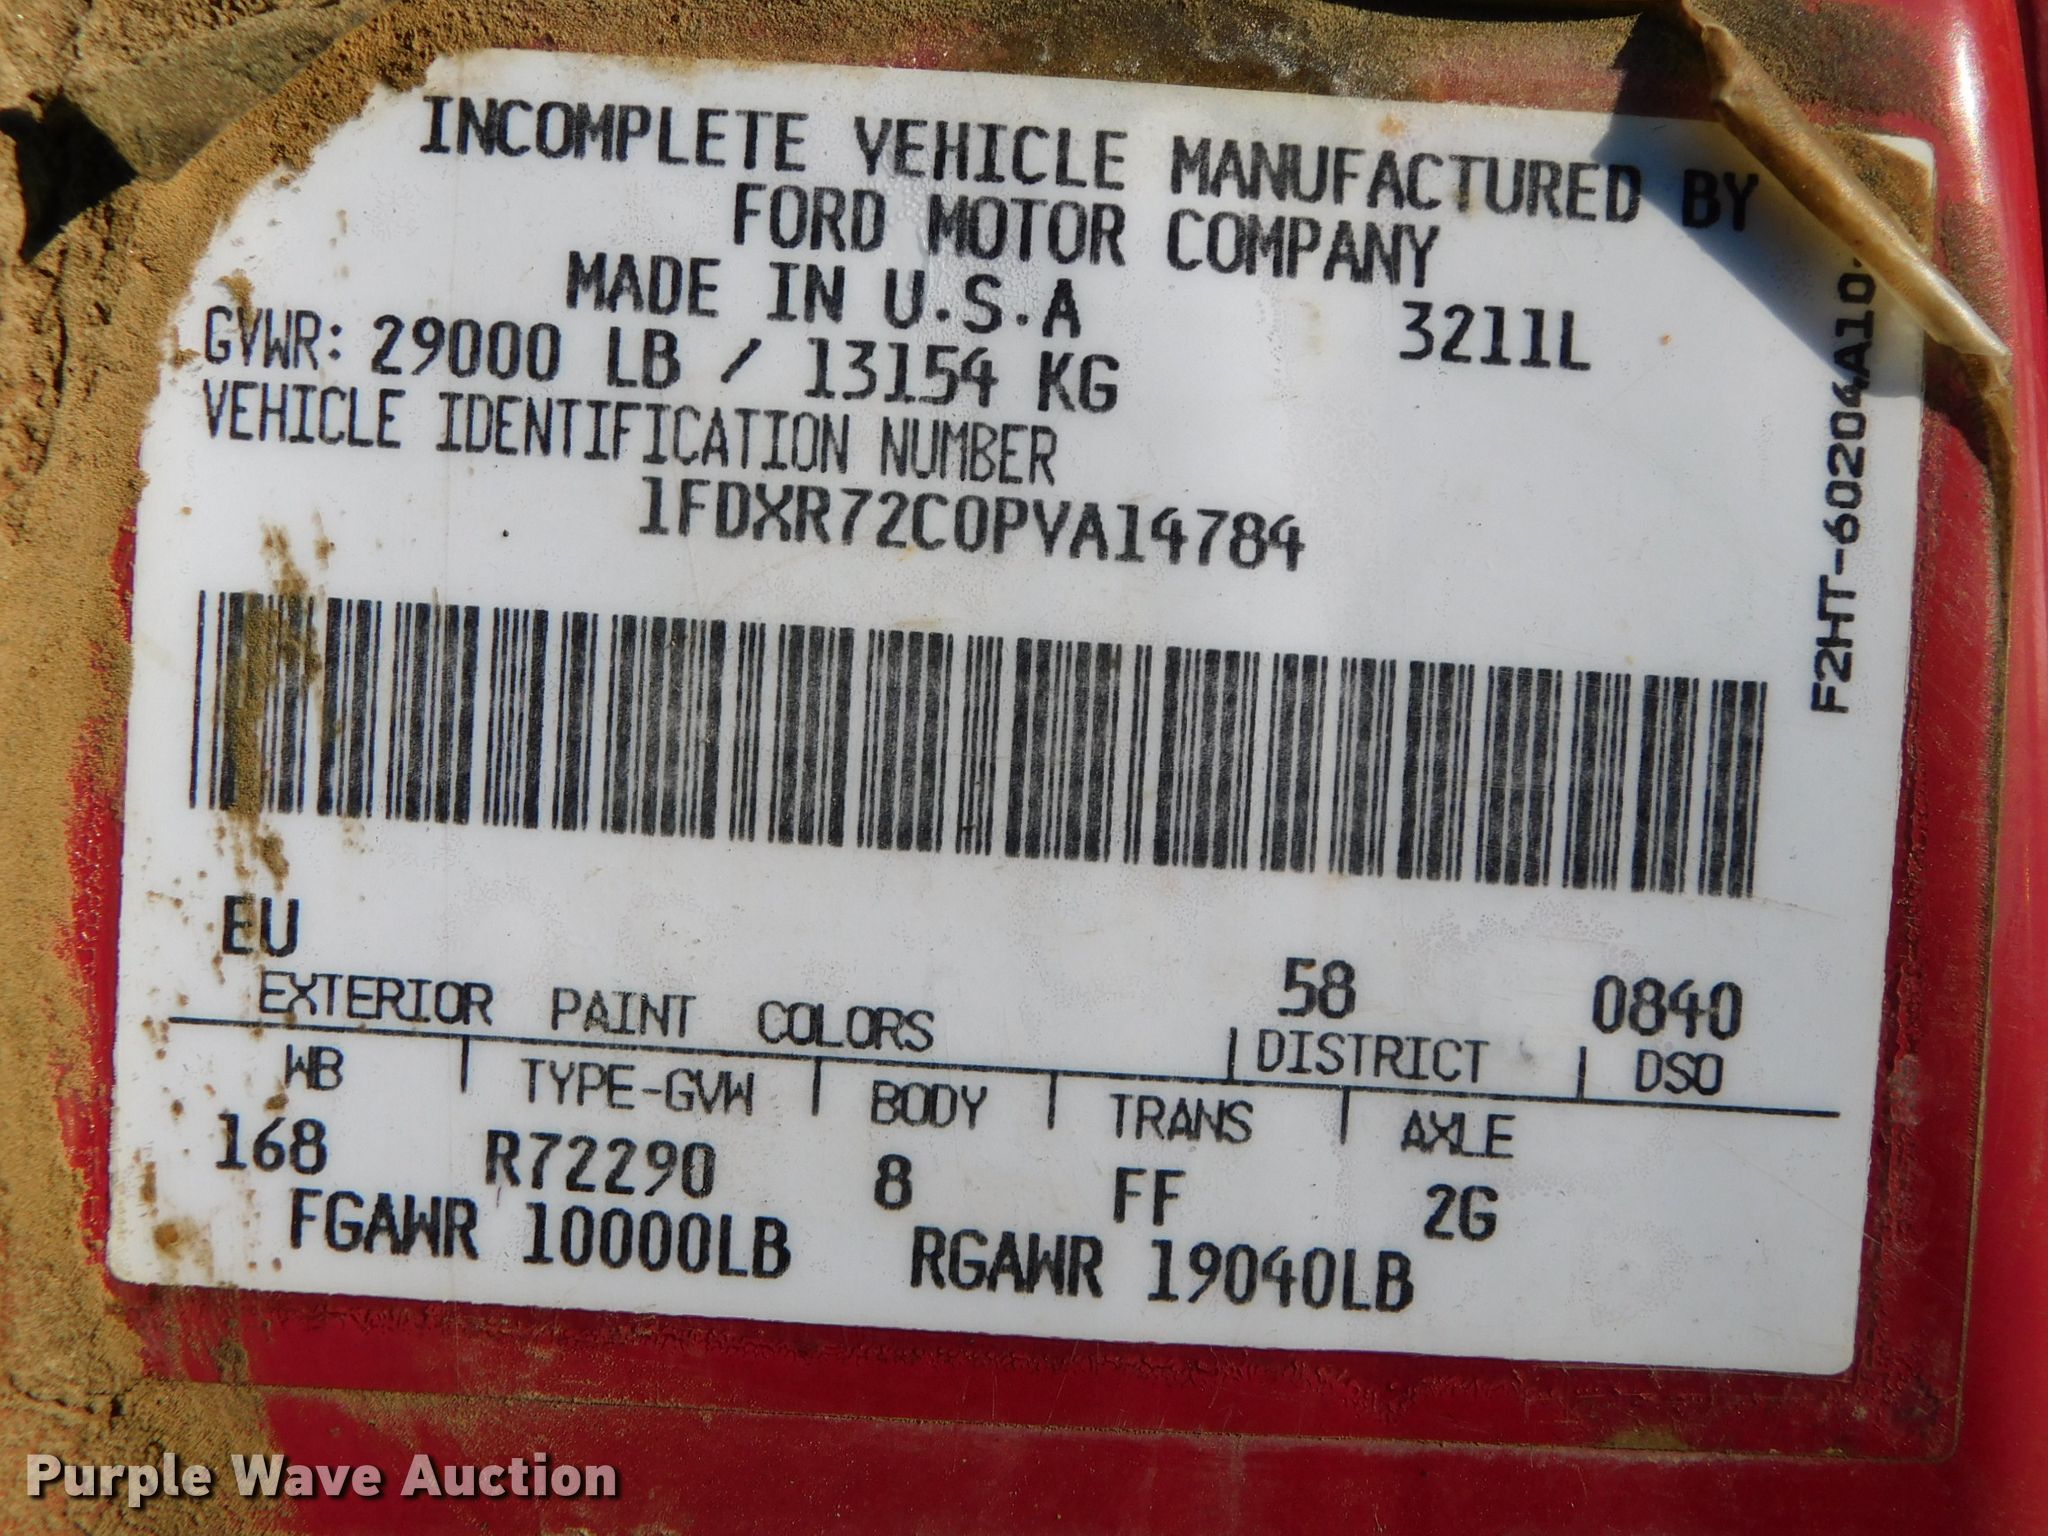 INCOMPLETE VEHICLE MANUFACTURED BY
FORD MOTOR COMPANY
MADE IN U.S.A
3211L
GVWR: 29000 LB / 13154 KG
VEHICLE IDENTIFICATION NUMBER
1FDXR72C0PVA14784
F2HT-60204A10-
EU
58 0840
EXTERIOR PAINT COLORS | DISTRICT | DSO
WB | TYPE-GVW | BODY | TRANS | AXLE
168 R72290 8 FF 2G
FGAWR 10000LB RGAWR 19040LB
Purple Wave Auction